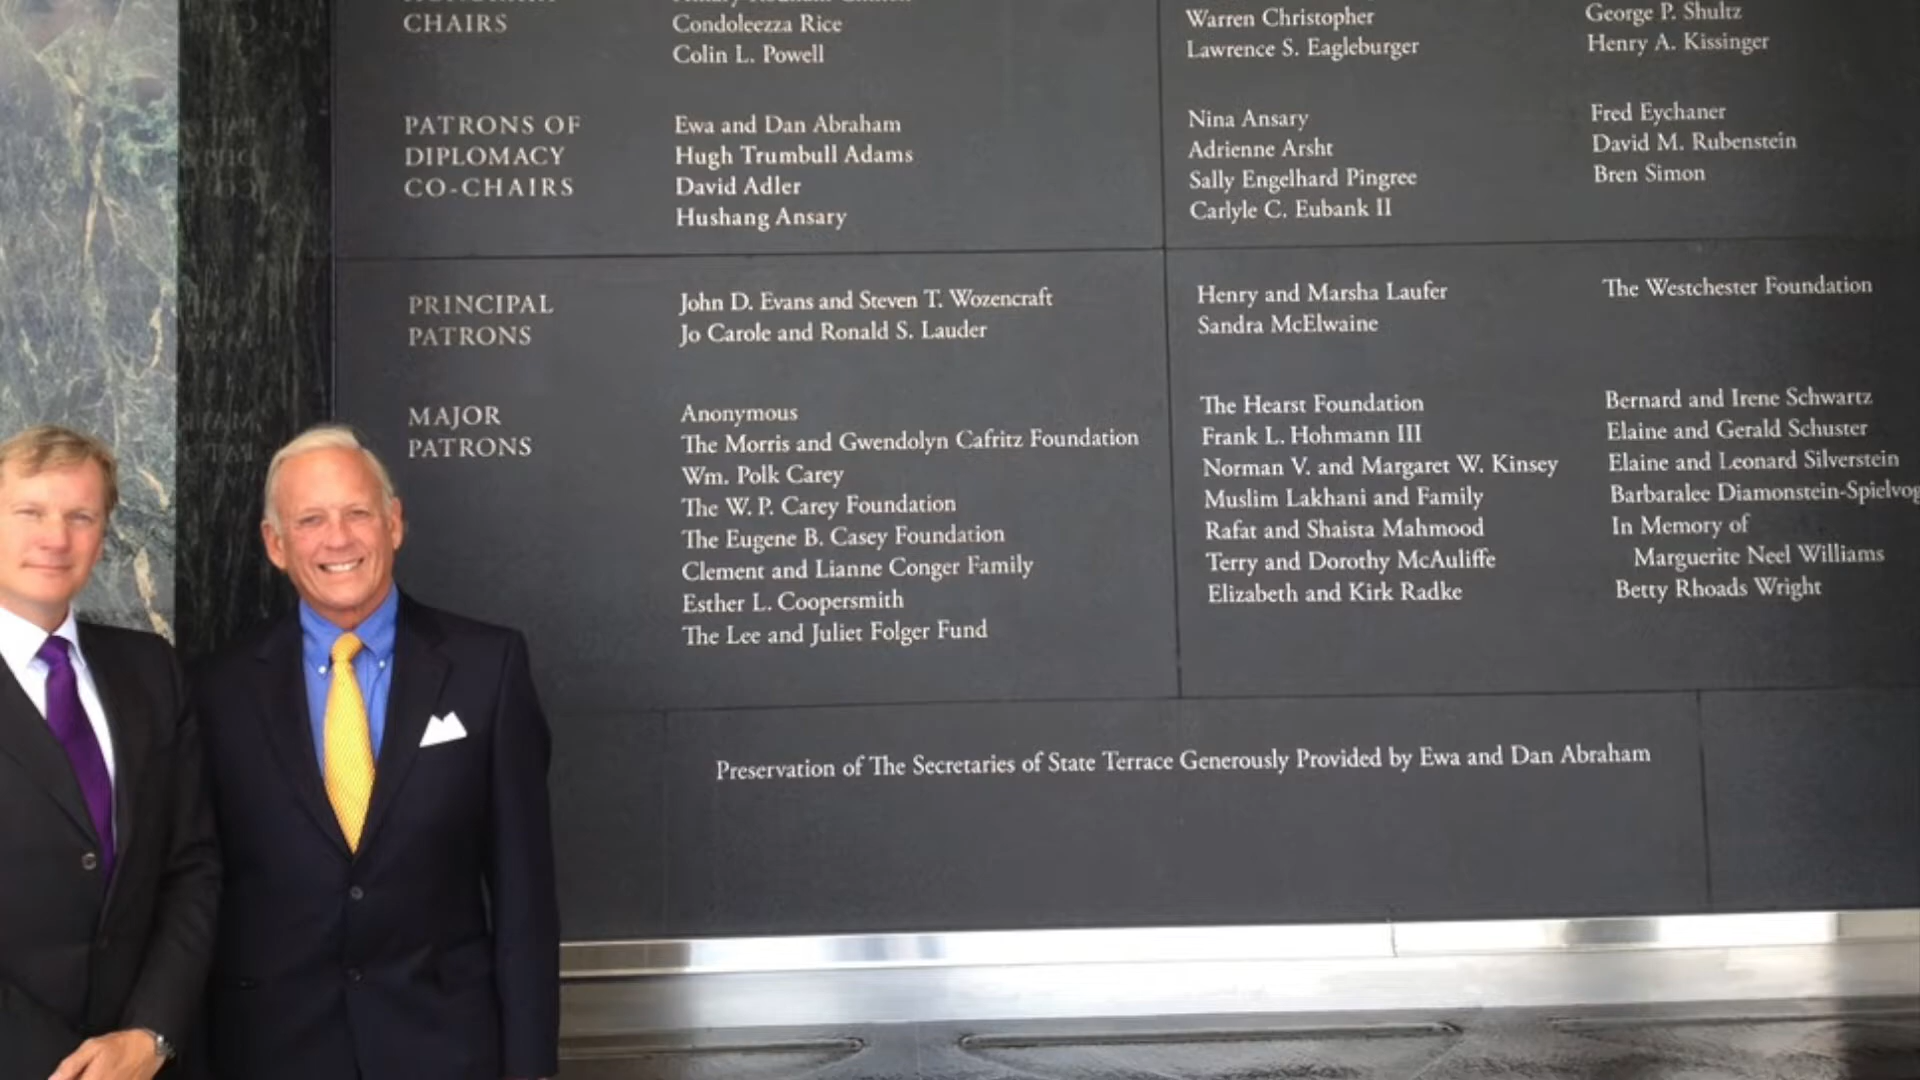 CHAIRS
Condoleezza Rice
Colin L. Powell
Warren Christopher
Lawrence S. Eagleburger
George P. Shultz
Henry A. Kissinger
PATRONS OF
DIPLOMACY
CO-CHAIRS
Ewa and Dan Abraham
Hugh Trumbull Adams
David Adler
Hushang Ansary
Nina Ansary
Adrienne Arsht
Sally Engelhard Pingree
Carlyle C. Eubank II
Fred Eychaner
David M. Rubenstein
Bren Simon
PRINCIPAL
PATRONS
John D. Evans and Steven T. Wozencraft
Jo Carole and Ronald S. Lauder
Henry and Marsha Laufer
Sandra McElwaine
The Westchester Foundation
MAJOR
PATRONS
Anonymous
The Morris and Gwendolyn Cafritz Foundation
Wm. Polk Carey
The W. P. Carey Foundation
The Eugene B. Casey Foundation
Clement and Lianne Conger Family
Esther L. Coopersmith
The Lee and Juliet Folger Fund
The Hearst Foundation
Frank L. Hohmann III
Norman V. and Margaret W. Kinsey
Muslim Lakhani and Family
Rafat and Shaista Mahmood
Terry and Dorothy McAuliffe
Elizabeth and Kirk Radke
Bernard and Irene Schwartz
Elaine and Gerald Schuster
Elaine and Leonard Silverstein
Barbaralee Diamonstein-Spielvog
In Memory of
Marguerite Neel Williams
Betty Rhoads Wright
Preservation of The Secretaries of State Terrace Generously Provided by Ewa and Dan Abraham